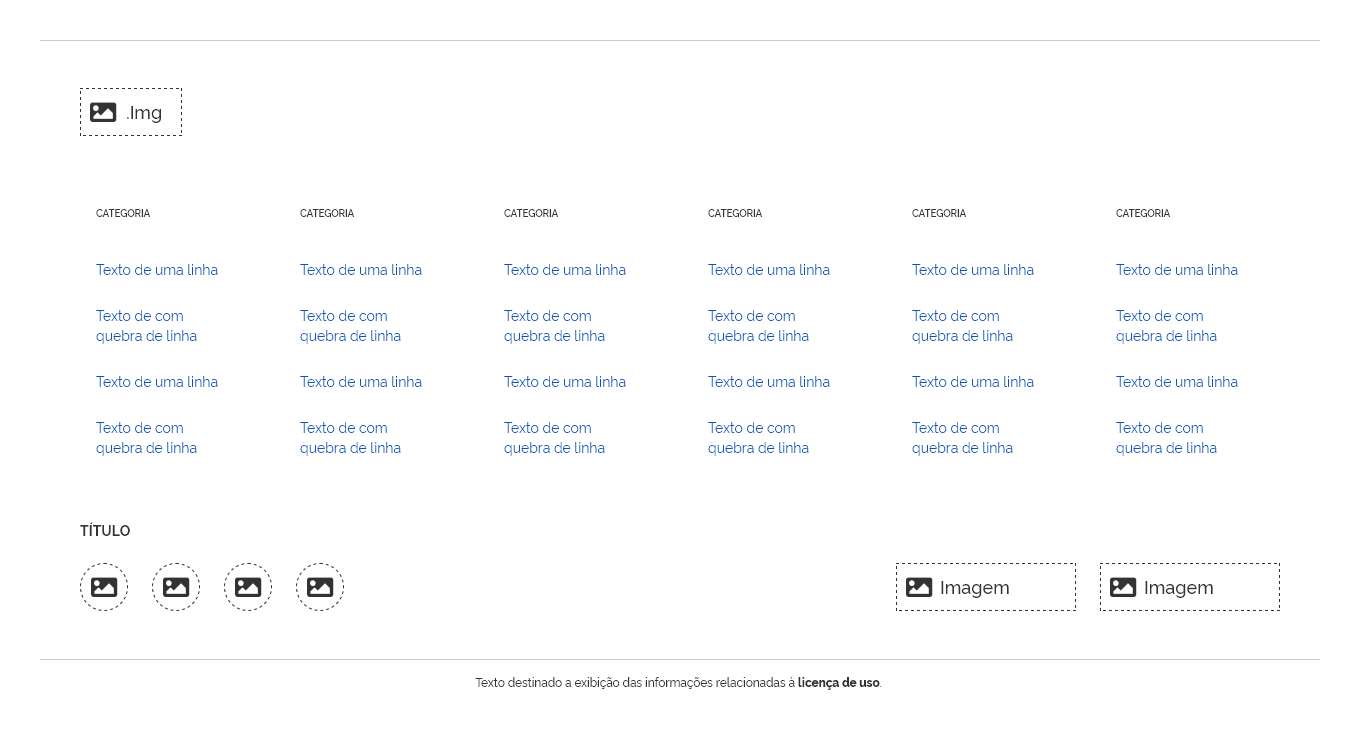 .Img
CATEGORIA
Texto de uma linha
Texto de com
quebra de linha
Texto de uma linha
Texto de com
quebra de linha
CATEGORIA
Texto de uma linha
Texto de com
quebra de linha
Texto de uma linha
Texto de com
quebra de linha
CATEGORIA
Texto de uma linha
Texto de com
quebra de linha
Texto de uma linha
Texto de com
quebra de linha
CATEGORIA
Texto de uma linha
Texto de com
quebra de linha
Texto de uma linha
Texto de com
quebra de linha
CATEGORIA
Texto de uma linha
Texto de com
quebra de linha
Texto de uma linha
Texto de com
quebra de linha
CATEGORIA
Texto de uma linha
Texto de com
quebra de linha
Texto de uma linha
Texto de com
quebra de linha
TÍTULO
Imagem
Imagem
Texto destinado a exibição das informações relacionadas à licença de uso.